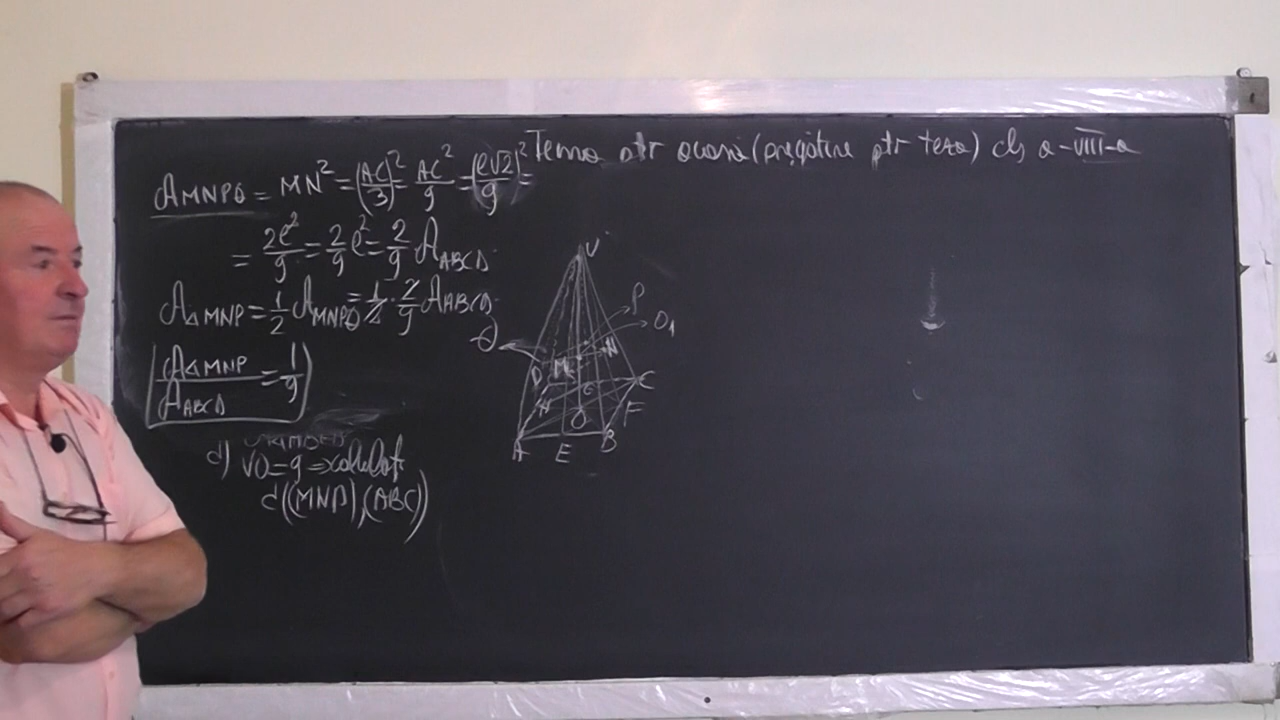 Tema ptr acasă (pregătire ptr teză) cls a-VIII-a
A_MNPQ = MN² = (AC/3)² = AC²/9 = (l√2)²/9 =
= 2l²/9 = 2/9 l² = 2/9 A_ABCD.
A_ΔMNP = 1/2 A_MNPQ = 1/2 · 2/9 A_ABCD.
A_ΔMNP/A_ABCD = 1/9
d) VO = 9 ⇒ calculați
d((MNP),(ABC))
V
P
O₁
Q
M
N
D
C
G
H
O
F
A
E
B